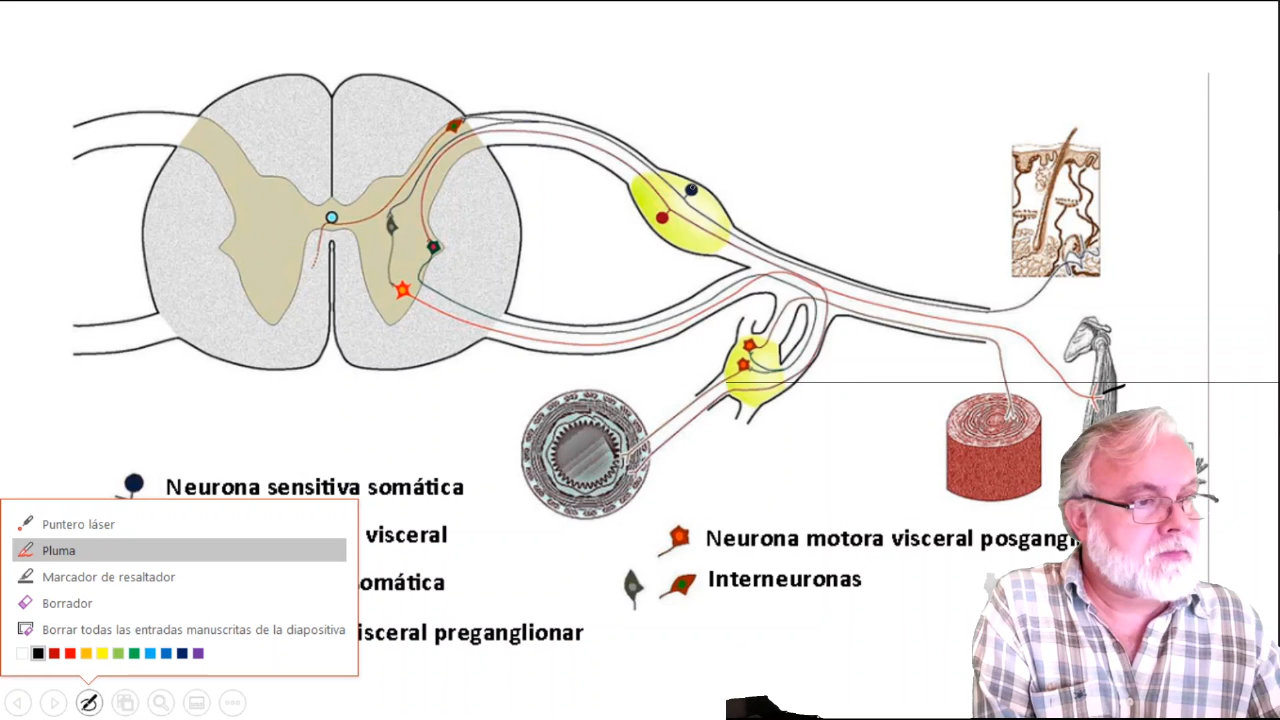 Neurona sensitiva somática
visceral
omática
isceral preganglionar
Neurona motora visceral
Interneuronas
Puntero láser
Pluma
Marcador de resaltador
Borrador
Borrar todas las entradas manuscritas de la diapositiva